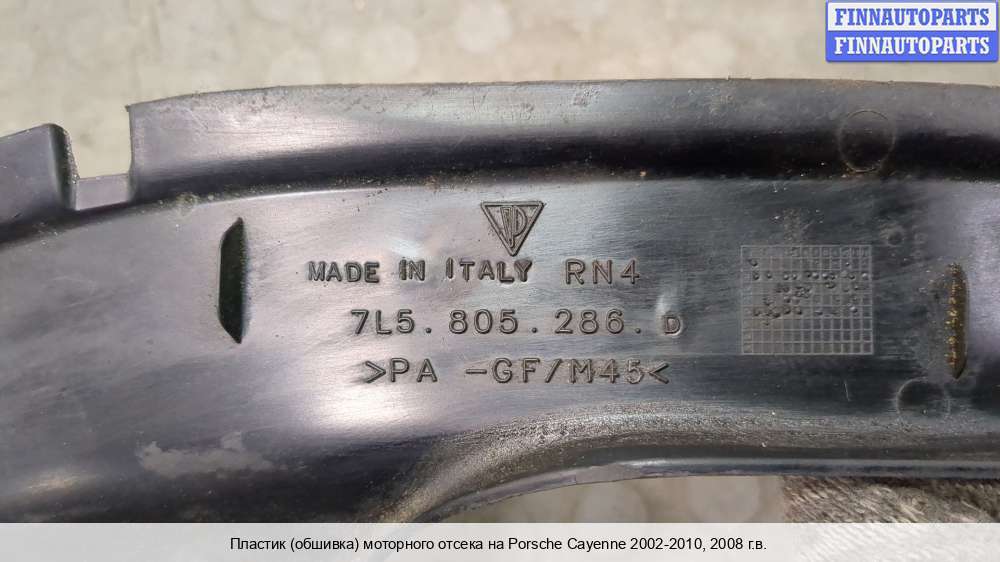 FINNAUTOPARTS
FINNAUTOPARTS
MADE IN ITALY RN4
7L5.805.286.D
>PA -GF/M45<
Пластик (обшивка) моторного отсека на Porsche Cayenne 2002-2010, 2008 г.в.